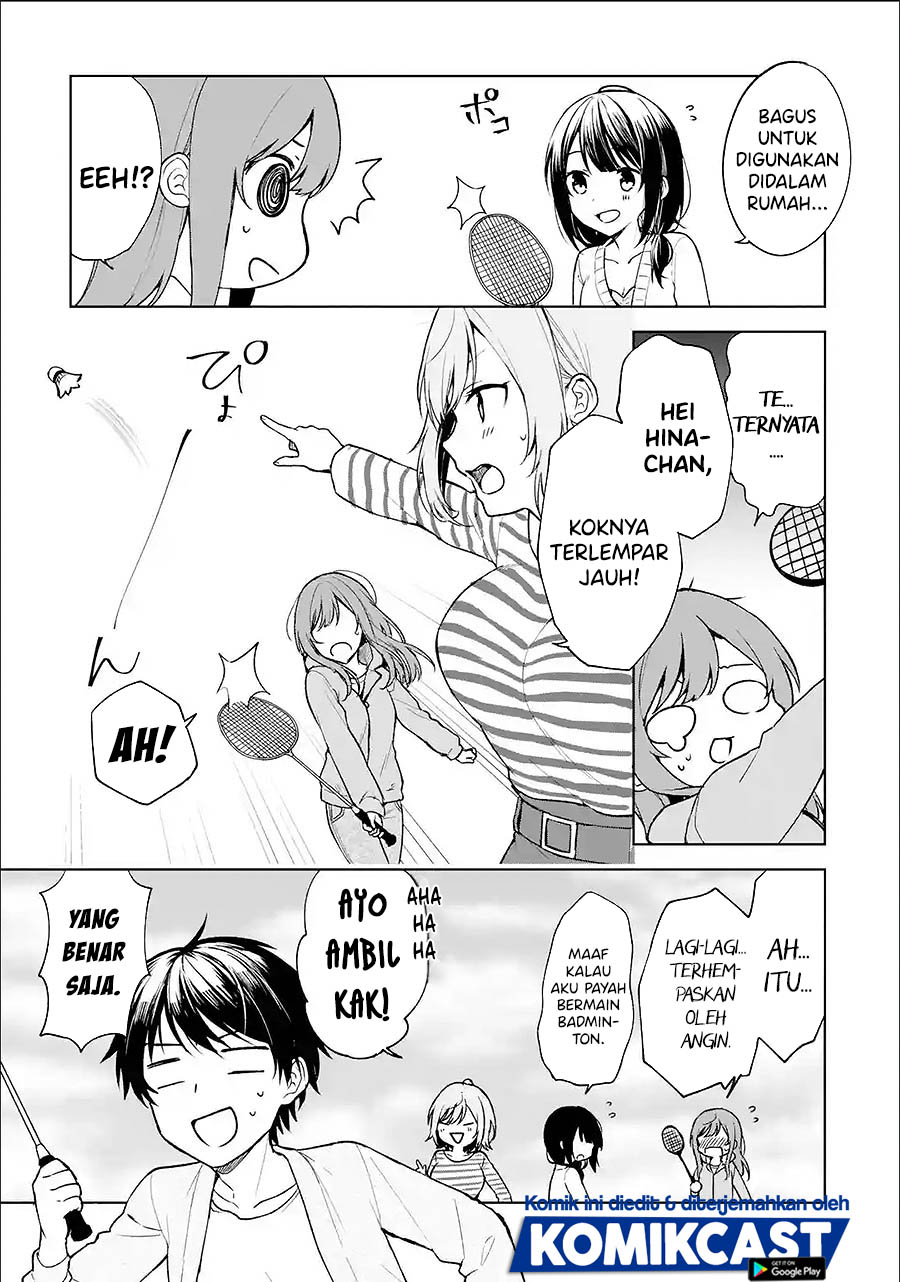 BAGUS
UNTUK
DIGUNAKAN
DIDALAM
RUMAH...
ポコ
EEH!?
TE...
TERNYATA
....
HEI
HINA-
CHAN,
KOKNYA
TERLEMPAR
JAUH!
ぴょーん
AH!
AH...
ITU...
LAGI-LAGI...
TERHEM-
PASKAN
OLEH
ANGIN.
MAAF
KALAU
AKU PAYAH
BERMAIN
BADMIN-
TON.
AHA
HA
HA
AYO
AMBIL
KAK!
YANG
BENAR
SAJA.
Komik ini diedit & diterjemahkan oleh
KOMIKCAST
GET IT ON
Google Play